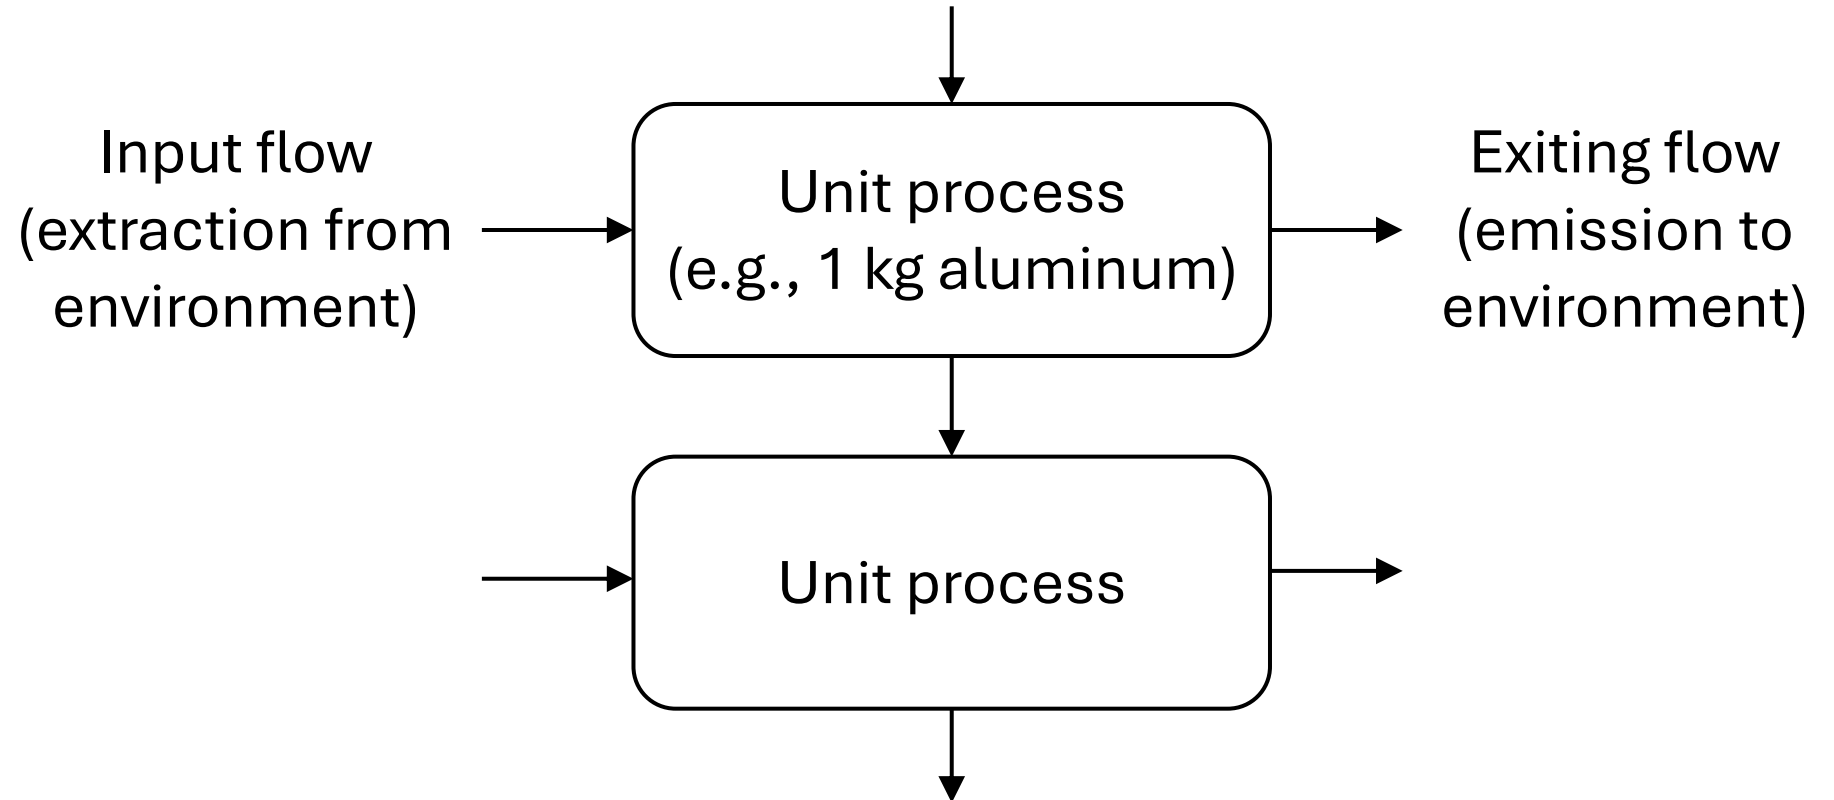 Input flow
(extraction from
environment)
Unit process
(e.g., 1 kg aluminum)
Exiting flow
(emission to
environment)
Unit process